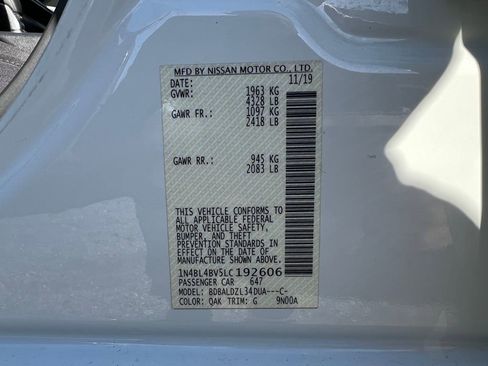 MFD BY NISSAN MOTOR CO., LTD.
DATE: 11/19
GVWR: 1963 KG
4328 LB
GAWR FR.: 1097 KG
2418 LB
GAWR RR.: 945 KG
2083 LB
THIS VEHICLE CONFORMS TO
ALL APPLICABLE FEDERAL
MOTOR VEHICLE SAFETY,
BUMPER, AND THEFT
PREVENTION STANDARDS IN
EFFECT ON THE DATE OF
MANUFACTURE SHOWN ABOVE.
1N4BL4BV5LC192606
PASSENGER CAR 647
MODEL: BDBALDZL34DUA---C-
COLOR: QAK TRIM: G 9N00A